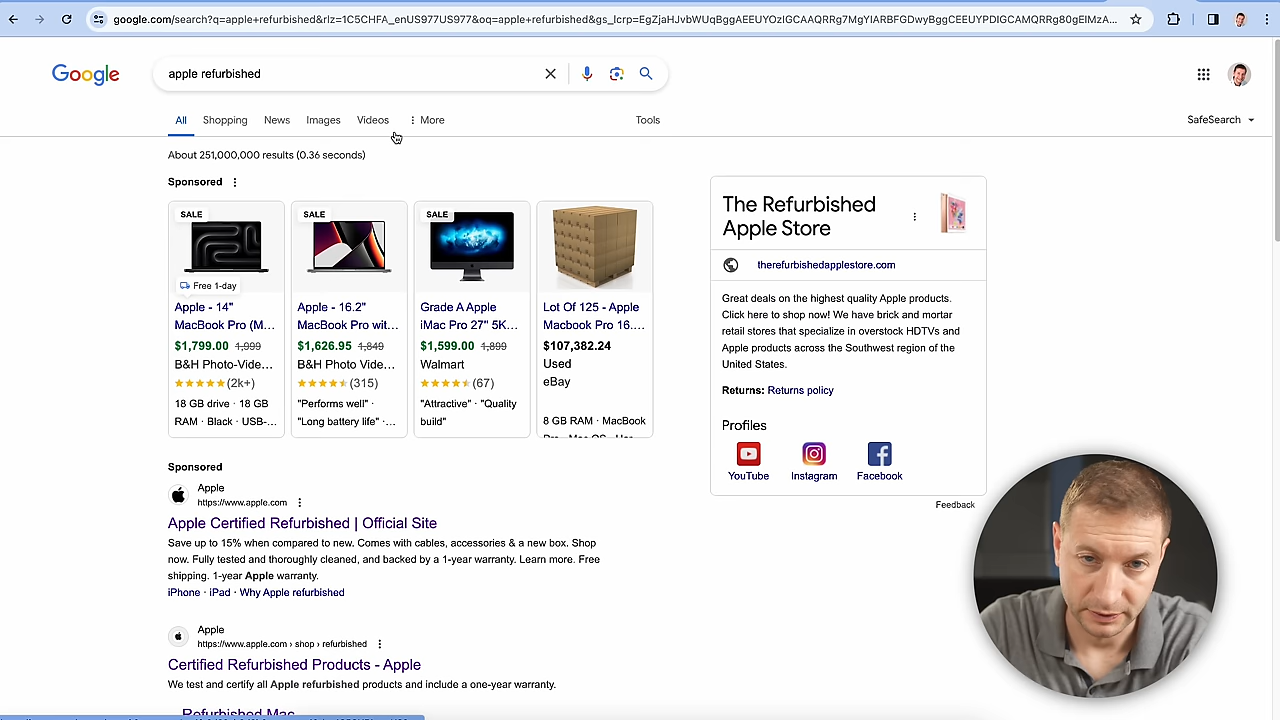 google.com/search?q=apple+refurbished&rlz=1C5CHFA_enUS977US977&oq=apple+refurbished&gs_lcrp=EgZjaHJvbWUqBggAEEUYOzIGCAAQRRg7MgYIARBFGDwyBggCEEUYPDIGCAMQRRg80gEIMzA...
Google
apple refurbished
All Shopping News Images Videos More Tools
SafeSearch
About 251,000,000 results (0.36 seconds)
Sponsored
SALE
Free 1-day
Apple - 14"
MacBook Pro (M...
$1,799.00 1,999
B&H Photo-Vide...
(2k+)
18 GB drive · 18 GB
RAM · Black · USB-...
SALE
Apple - 16.2"
MacBook Pro wit...
$1,626.95 1,849
B&H Photo Vide...
(315)
"Performs well" ·
"Long battery life" ·...
SALE
Grade A Apple
iMac Pro 27" 5K...
$1,599.00 1,899
Walmart
(67)
"Attractive" · "Quality
build"
Lot Of 125 - Apple
Macbook Pro 16....
$107,382.24
Used
eBay
8 GB RAM · MacBook
The Refurbished
Apple Store
therefurbishedapplestore.com
Great deals on the highest quality Apple products.
Click here to shop now! We have brick and mortar
retail stores that specialize in overstock HDTVs and
Apple products across the Southwest region of the
United States.
Returns: Returns policy
Profiles
YouTube Instagram Facebook
Feedback
Sponsored
Apple
https://www.apple.com
Apple Certified Refurbished | Official Site
Save up to 15% when compared to new. Comes with cables, accessories & a new box. Shop
now. Fully tested and thoroughly cleaned, and backed by a 1-year warranty. Learn more. Free
shipping. 1-year Apple warranty.
iPhone · iPad · Why Apple refurbished
Apple
https://www.apple.com › shop › refurbished
Certified Refurbished Products - Apple
We test and certify all Apple refurbished products and include a one-year warranty.
Refurbished Mac